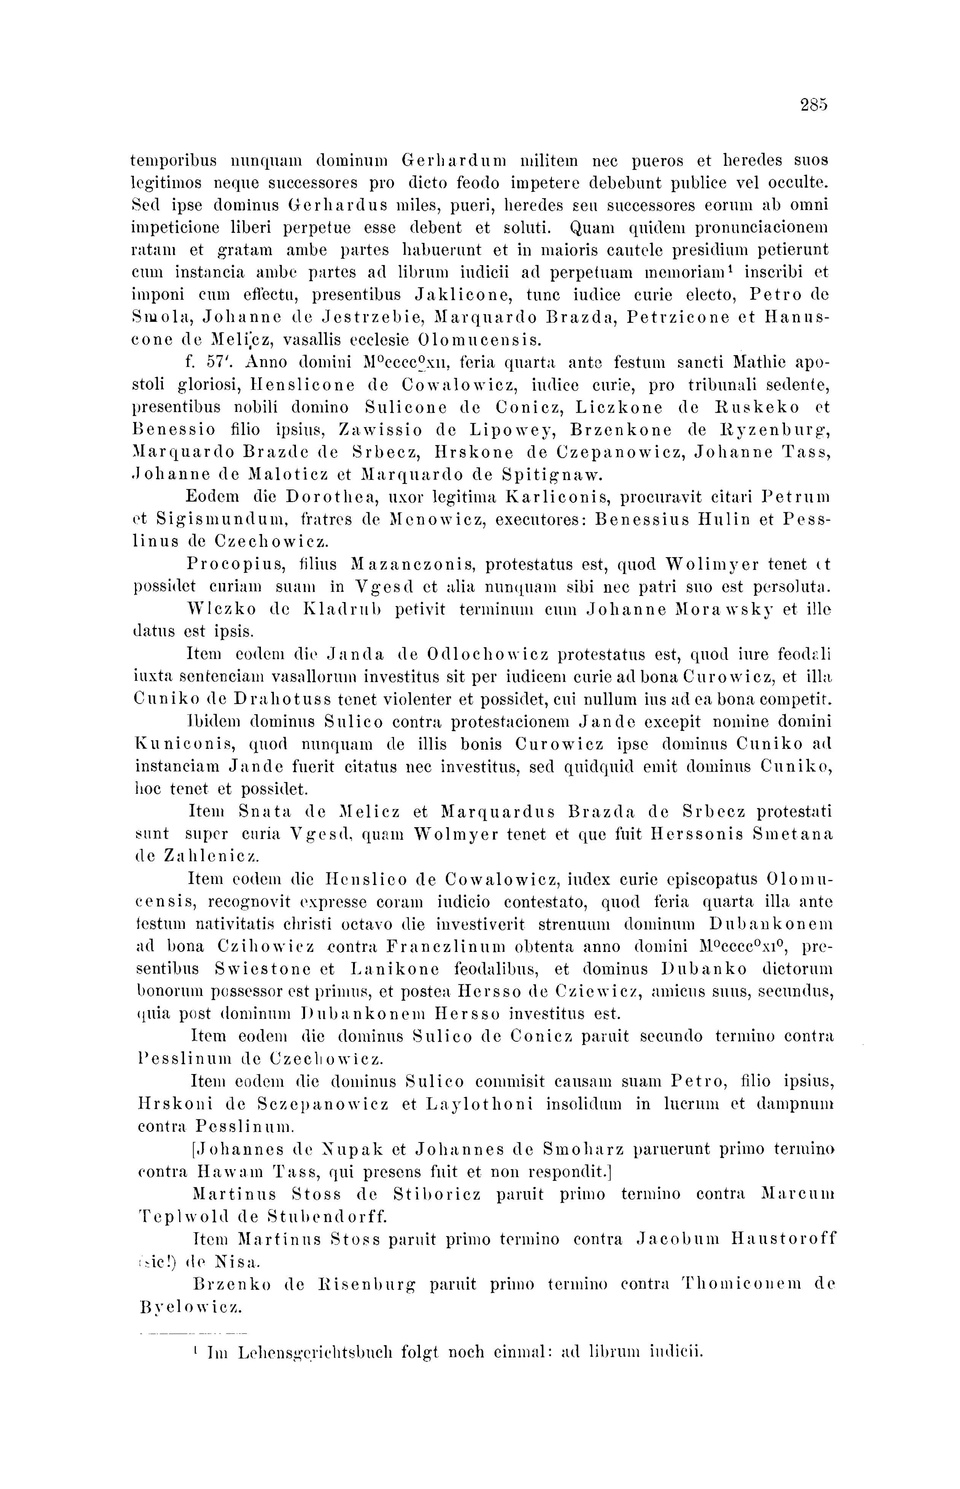 285
temporibus nunquam dominum Gerhardum militem nec pueros et heredes suos
legitimos neque successores pro dicto feodo impetere debebunt publice vel occulte.
Sed ipse dominus Gerhardus miles, pueri, heredes seu successores eorum ab omni
impeticione liberi perpetue esse debent et soluti. Quam quidem pronunciacionem
ratam et gratam ambe partes habuerunt et in maioris cautele presidium petierunt
cum instancia ambe partes ad librum iudicii ad perpetuam memoriam¹ inscribi et
imponi cum effectu, presentibus Jaklicone, tunc iudice curie electo, Petro de
Smola, Johanne de Jestrzebie, Marquardo Brazda, Petrzicone et Hanus-
cone de Melicz, vasallis ecclesie Olomucensis.
f. 57'. Anno domini M⁰cccc⁰xii, feria quarta ante festum sancti Mathie apo-
stoli gloriosi, Henslicone de Cowalowicz, iudice curie, pro tribunali sedente,
presentibus nobili domino Sulicone de Conicz, Liczkone de Ruskeko et
Benessio filio ipsius, Zawissio de Lipowey, Brzenkone de Ryzenburg,
Marquardo Brazde de Srbecz, Hrskone de Czepanowicz, Johanne Tass,
Johanne de Maloticz et Marquardo de Spitignaw.
Eodem die Dorothea, uxor legitima Karliconis, procuravit citari Petrum
et Sigismundum, fratres de Menowicz, executores: Benessius Hulin et Pess-
linus de Czechowicz.
Procopius, filius Mazanczonis, protestatus est, quod Wolimyer tenet et
possidet curiam suam in Vgesd et alia nunquam sibi nec patri suo est persoluta.
Wlczko de Kladrub petivit terminum cum Johanne Morawsky et ille
datus est ipsis.
Item eodem die Janda de Odlochowicz protestatus est, quod iure feodali
iuxta sentenciam vasallorum investitus sit per iudicem curie ad bona Curowicz, et illa
Cuniko de Drahotuss tenet violenter et possidet, cui nullum ius ad ea bona competit.
Ibidem dominus Sulico contra protestacionem Jande excepit nomine domini
Kuniconis, quod nunquam de illis bonis Curowicz ipse dominus Cuniko ad
instanciam Jande fuerit citatus nec investitus, sed quidquid emit dominus Cuniko,
hoc tenet et possidet.
Item Snata de Melicz et Marquardus Brazda de Srbecz protestati
sunt super curia Vgesd, quam Wolmyer tenet et que fuit Herssonis Smetana
de Zahlenicz.
Item eodem die Henslico de Cowalowicz, iudex curie episcopatus Olomu-
censis, recognovit expresse coram iudicio contestato, quod feria quarta illa ante
festum nativitatis christi octavo die investiverit strenuum dominum Dubankonem
ad bona Czihowicz contra Franczlinum obtenta anno domini M⁰cccc⁰xi⁰, pre-
sentibus Swiestone et Lanikone feodalibus, et dominus Dubanko dictorum
bonorum possessor est primus, et postea Hersso de Cziewicz, amicus suus, secundus,
quia post dominum Dubankonem Hersso investitus est.
Item eodem die dominus Sulico de Conicz paruit secundo termino contra
Pesslinum de Czechowicz.
Item eodem die dominus Sulico commisit causam suam Petro, filio ipsius,
Hrskoni de Sczepanowicz et Laylothoni insolidum in lucrum et dampnum
contra Pesslinum.
[Johannes de Nupak et Johannes de Smoharz paruerunt primo termino
contra Hawam Tass, qui presens fuit et non respondit.]
Martinus Stoss de Stiboricz paruit primo termino contra Marcum
Teplwold de Stubendorff.
Item Martinus Stoss paruit primo termino contra Jacobum Haustoroff
(sic!) de Nisa.
Brzenko de Risenburg paruit primo termino contra Thomiconem de
Byelowicz.
¹ Im Lehensgerichtsbuch folgt noch einmal: ad librum iudicii.